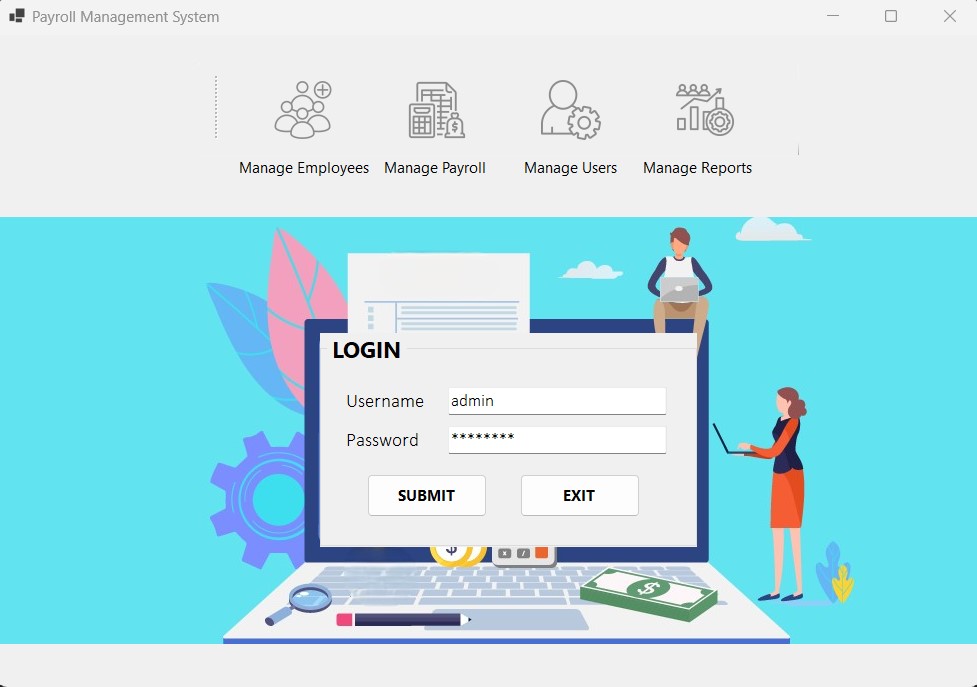 Payroll Management System
Manage Employees Manage Payroll Manage Users Manage Reports
LOGIN
Username admin
Password ********
SUBMIT EXIT
$
× /
$